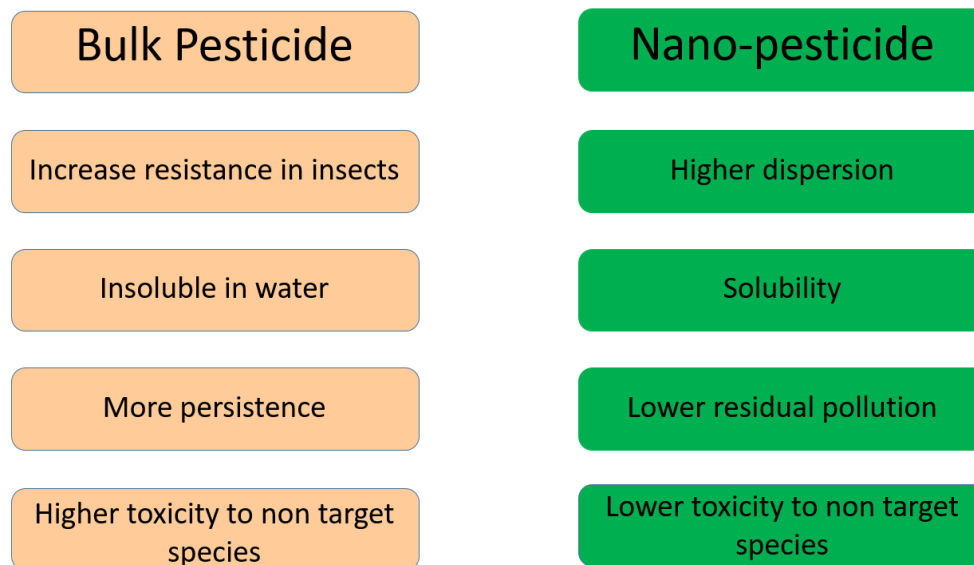 Bulk Pesticide
Nano-pesticide
Increase resistance in insects
Higher dispersion
Insoluble in water
Solubility
More persistence
Lower residual pollution
Higher toxicity to non target
species
Lower toxicity to non target
species